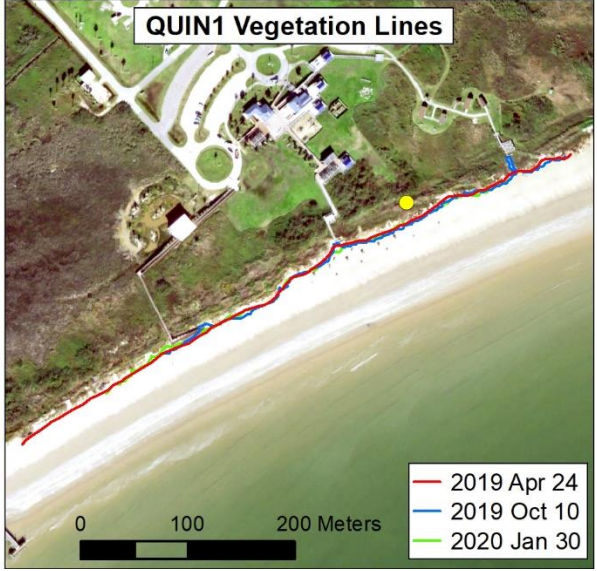 QUIN1 Vegetation Lines
2019 Apr 24
2019 Oct 10
2020 Jan 30
0 100 200 Meters